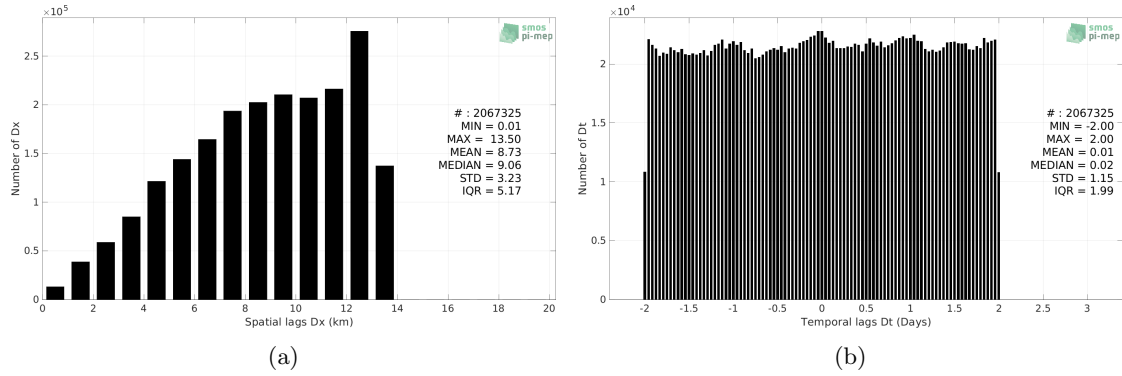 ×10⁵
smos
pi-mep
2.5
2
1.5
1
0.5
0
Number of Dx
# : 2067325
MIN = 0.01
MAX = 13.50
MEAN = 8.73
MEDIAN = 9.06
STD = 3.23
IQR = 5.17
0 2 4 6 8 10 12 14 16 18 20
Spatial lags Dx (km)
(a)
×10⁴
smos
pi-mep
2
1.5
1
0.5
0
Number of Dt
# : 2067325
MIN = -2.00
MAX = 2.00
MEAN = 0.01
MEDIAN = 0.02
STD = 1.15
IQR = 1.99
-2 -1.5 -1 -0.5 0 0.5 1 1.5 2 2.5 3
Temporal lags Dt (Days)
(b)